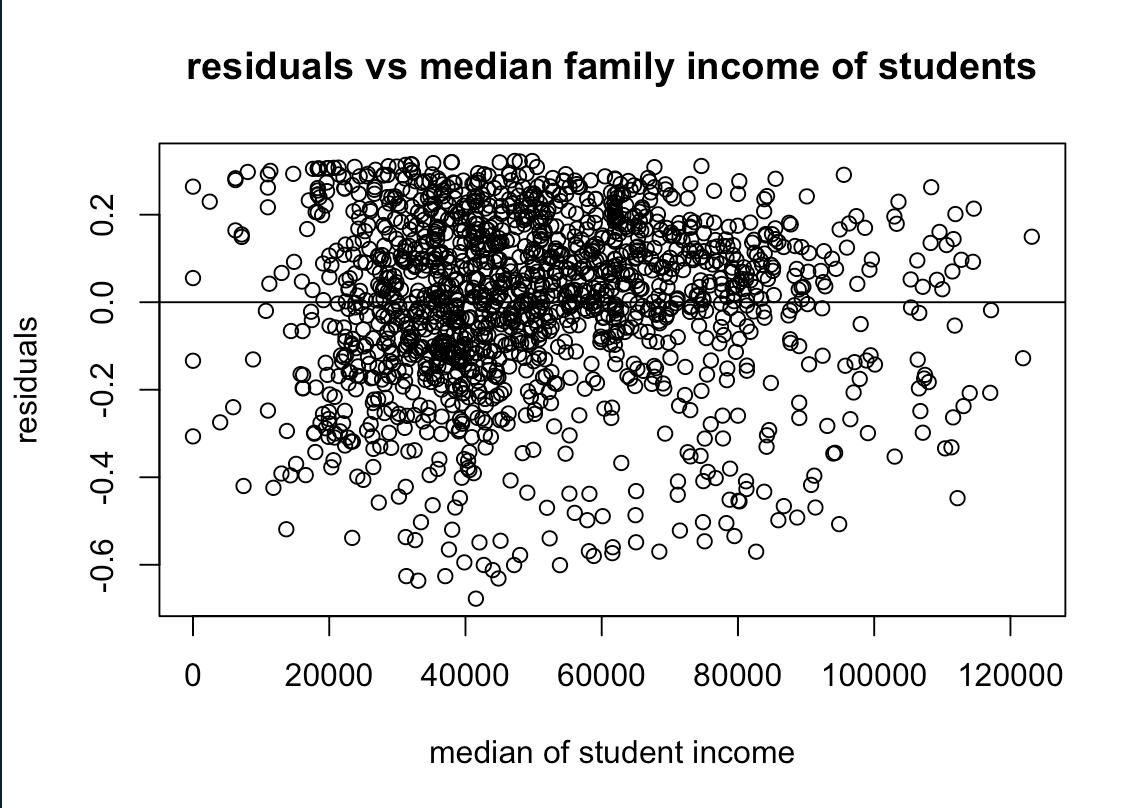 residuals vs median family income of students
residuals
0.2
0.0
-0.2
-0.4
-0.6
0 20000 40000 60000 80000 100000 120000
median of student income